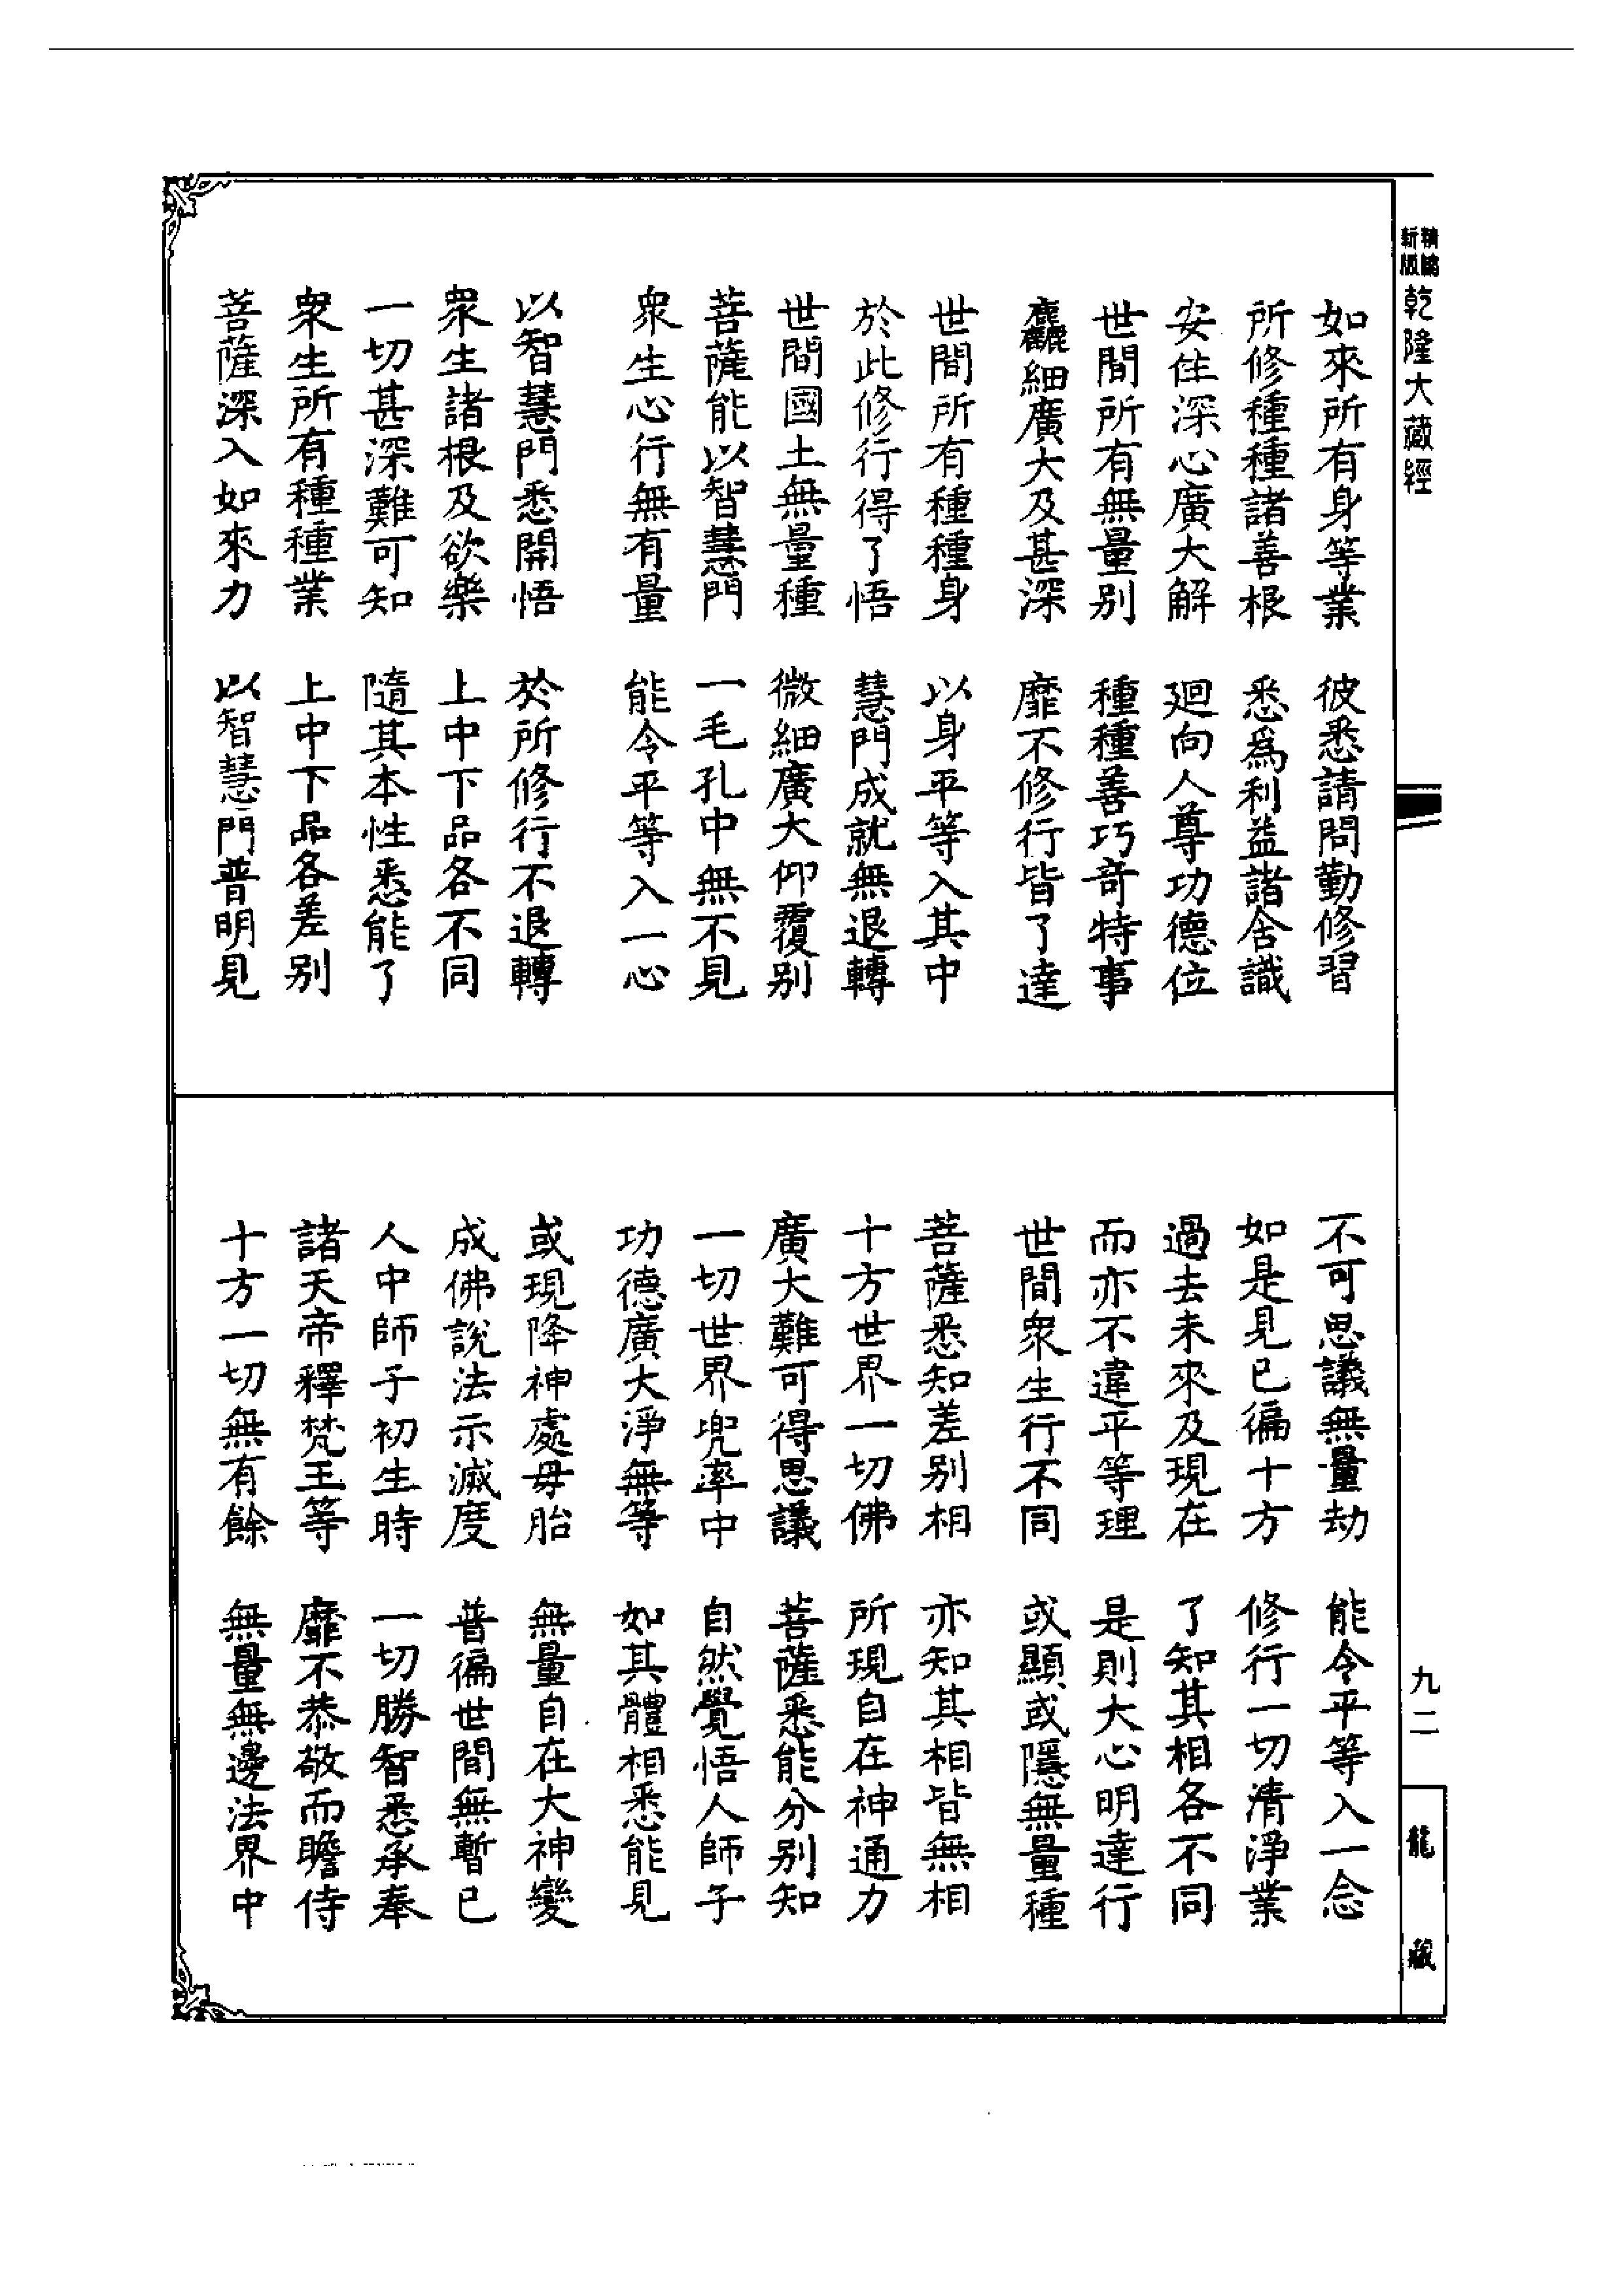 精縮新版
乾隆大藏經
如來所有身等業　彼悉請問勤修習
所修種種諸善根　悉爲利益諸含識
安住深心廣大解　迴向人尊功德位
世間所有無量別　種種善巧奇特事
麤細廣大及甚深　靡不修行皆了達
世間所有種種身　以身平等入其中
於此修行得了悟　慧門成就無退轉
世間國土無量種　微細廣大仰覆別
菩薩能以智慧門　一毛孔中無不見
衆生心行無有量　能令平等入一心
以智慧門悉開悟　於所修行不退轉
衆生諸根及欲樂　上中下品各不同
一切甚深難可知　隨其本性悉能了
衆生所有種種業　上中下品各差別
菩薩深入如來力　以智慧門普明見
不可思議無量劫　能令平等入一念
如是見已徧十方　修行一切清淨業
過去未來及現在　了知其相各不同
而亦不違平等理　是則大心明達行
世間衆生行不同　或顯或隱無量種
菩薩悉知差別相　亦知其相皆無相
十方世界一切佛　所現自在神通力
廣大難可得思議　菩薩悉能分別知
一切世界兜率中　自然覺悟人師子
功德廣大淨無等　如其體相悉能見
或現降神處母胎　無量自在大神變
成佛說法示滅度　普徧世間無暫已
人中師子初生時　一切勝智悉承奉
諸天帝釋梵王等　靡不恭敬而瞻侍
十方一切無有餘　無量無邊法界中
九二
龍藏